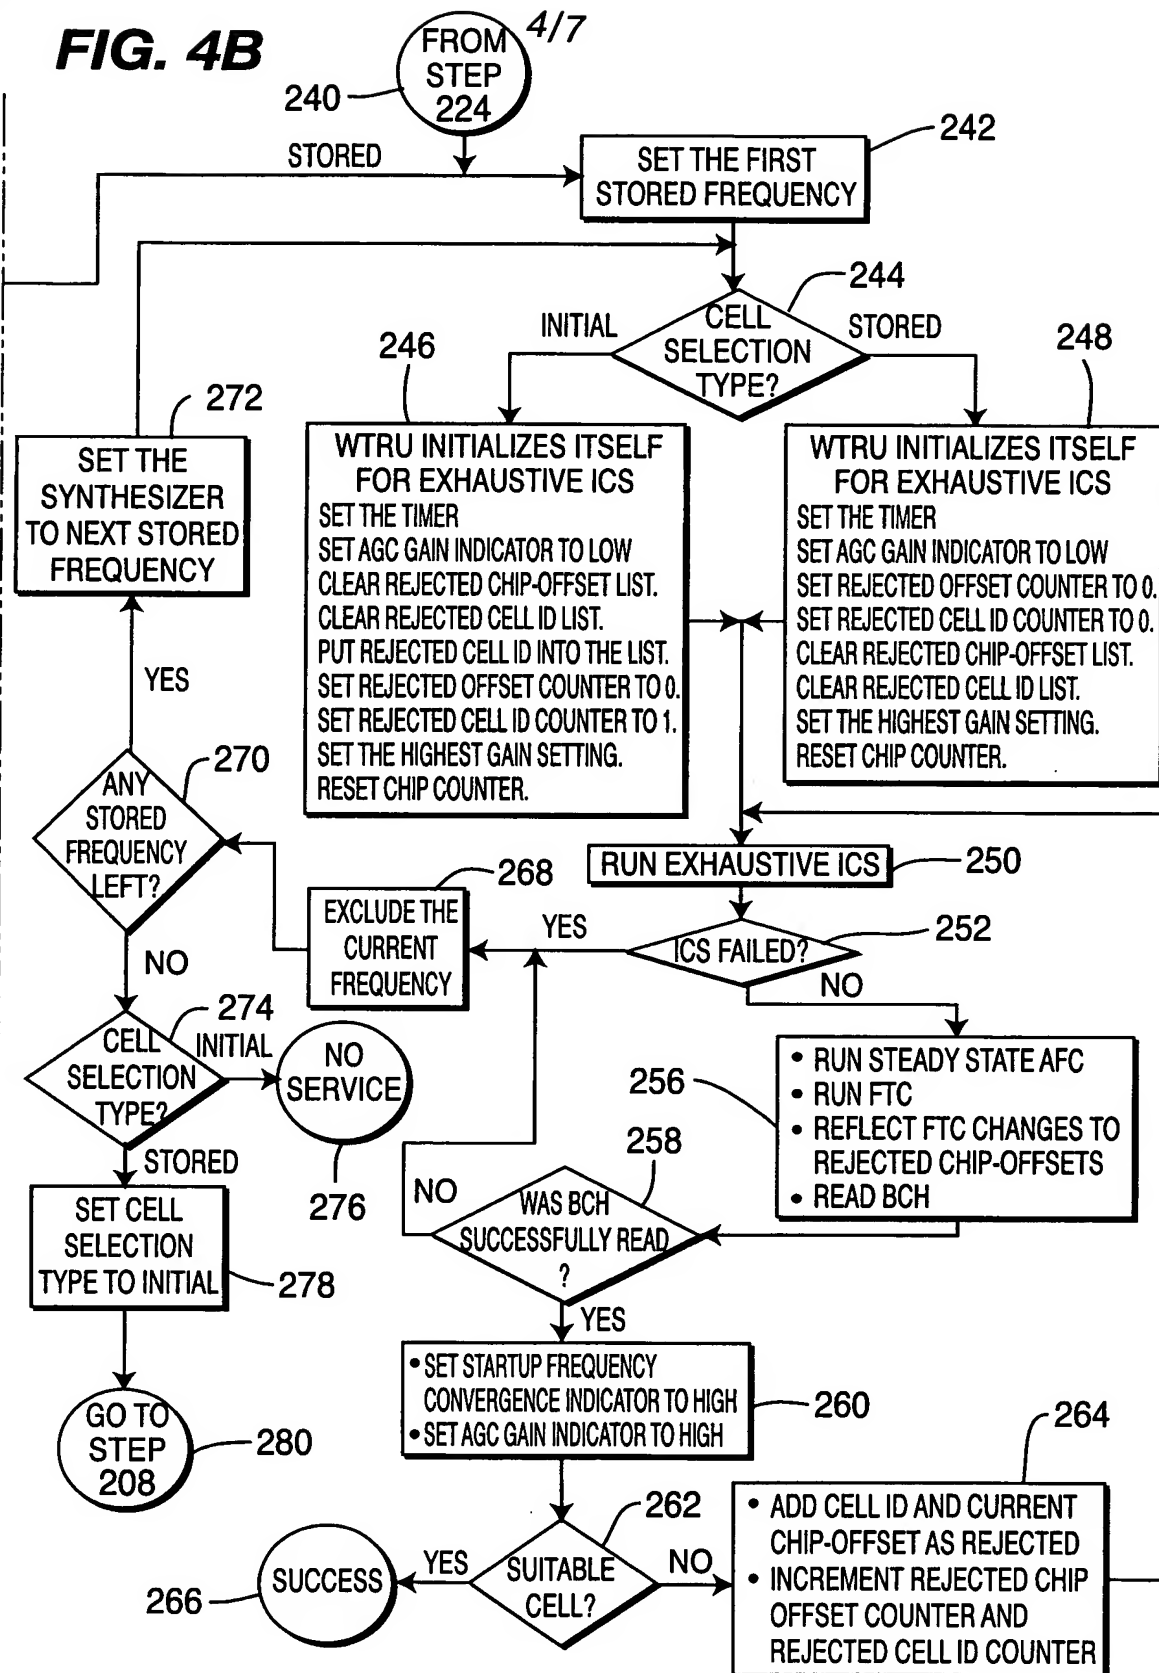 FIG. 4B
4/7
FROM
STEP
224
240
STORED
SET THE FIRST
STORED FREQUENCY
242
CELL
SELECTION
TYPE?
244
INITIAL
STORED
246
WTRU INITIALIZES ITSELF
FOR EXHAUSTIVE ICS
SET THE TIMER
SET AGC GAIN INDICATOR TO LOW
CLEAR REJECTED CHIP-OFFSET LIST.
CLEAR REJECTED CELL ID LIST.
PUT REJECTED CELL ID INTO THE LIST.
SET REJECTED OFFSET COUNTER TO 0.
SET REJECTED CELL ID COUNTER TO 1.
SET THE HIGHEST GAIN SETTING.
RESET CHIP COUNTER.
248
WTRU INITIALIZES ITSELF
FOR EXHAUSTIVE ICS
SET THE TIMER
SET AGC GAIN INDICATOR TO LOW
SET REJECTED OFFSET COUNTER TO 0.
SET REJECTED CELL ID COUNTER TO 0.
CLEAR REJECTED CHIP-OFFSET LIST.
CLEAR REJECTED CELL ID LIST.
SET THE HIGHEST GAIN SETTING.
RESET CHIP COUNTER.
272
SET THE
SYNTHESIZER
TO NEXT STORED
FREQUENCY
YES
270
ANY
STORED
FREQUENCY
LEFT?
NO
RUN EXHAUSTIVE ICS
250
ICS FAILED?
252
YES
NO
268
EXCLUDE THE
CURRENT
FREQUENCY
274
CELL
SELECTION
TYPE?
INITIAL
NO
SERVICE
276
STORED
SET CELL
SELECTION
TYPE TO INITIAL
278
GO TO
STEP
208
280
256
• RUN STEADY STATE AFC
• RUN FTC
• REFLECT FTC CHANGES TO
REJECTED CHIP-OFFSETS
• READ BCH
258
WAS BCH
SUCCESSFULLY READ
?
NO
YES
• SET STARTUP FREQUENCY
CONVERGENCE INDICATOR TO HIGH
• SET AGC GAIN INDICATOR TO HIGH
260
262
SUITABLE
CELL?
YES
NO
SUCCESS
266
264
• ADD CELL ID AND CURRENT
CHIP-OFFSET AS REJECTED
• INCREMENT REJECTED CHIP
OFFSET COUNTER AND
REJECTED CELL ID COUNTER